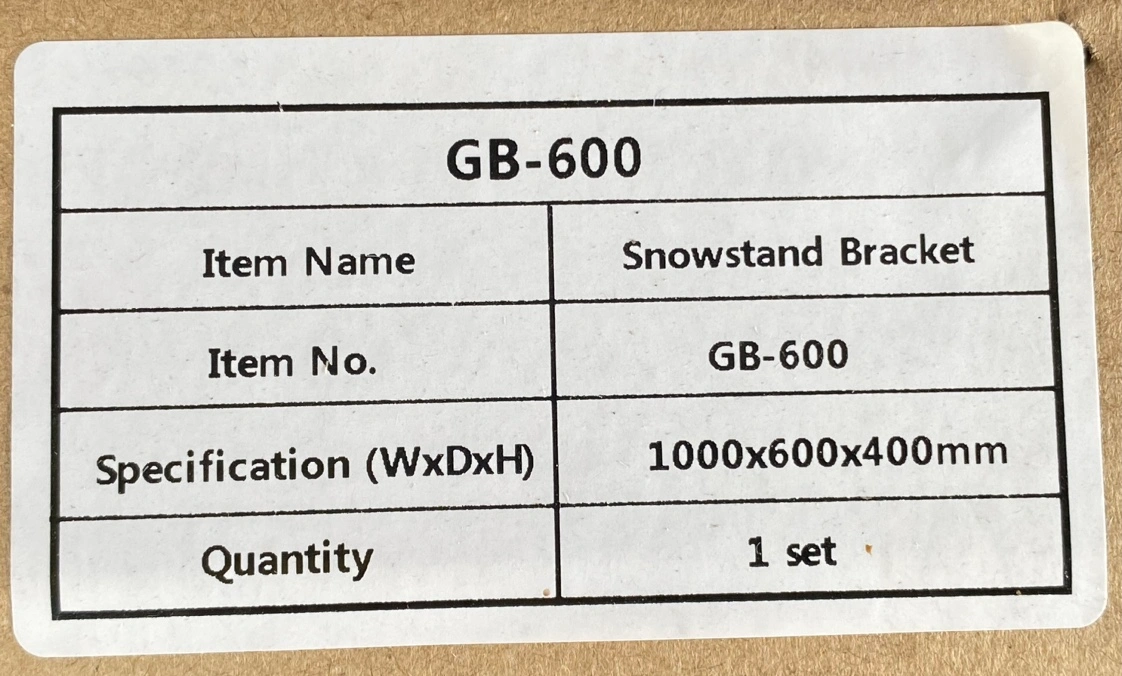 GB-600
Item Name Snowstand Bracket
Item No. GB-600
Specification (WxDxH) 1000x600x400mm
Quantity 1 set